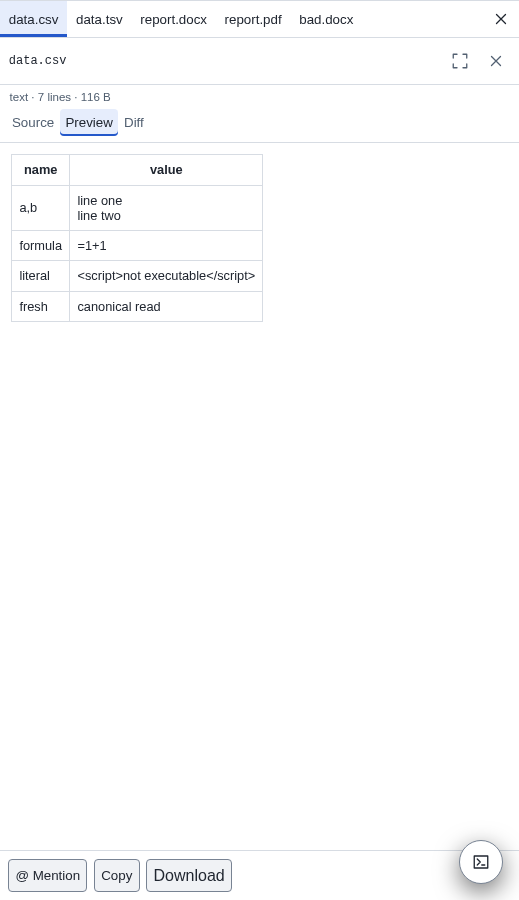 data.csv data.tsv report.docx report.pdf bad.docx
data.csv
text · 7 lines · 116 B
Source Preview Diff
name value
a,b line one
line two
formula =1+1
literal <script>not executable</script>
fresh canonical read
@ Mention Copy Download